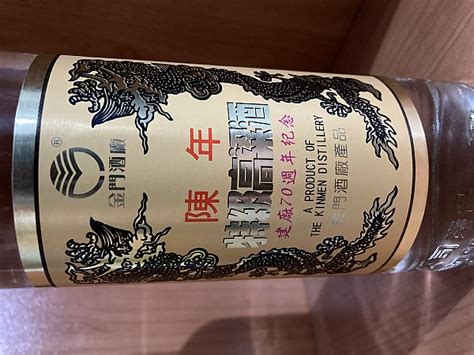 ®
金門酒廠
陳年
特級高粱酒
建廠70週年紀念
A PRODUCT OF
THE KINMEN DISTILLERY
金門酒廠產品